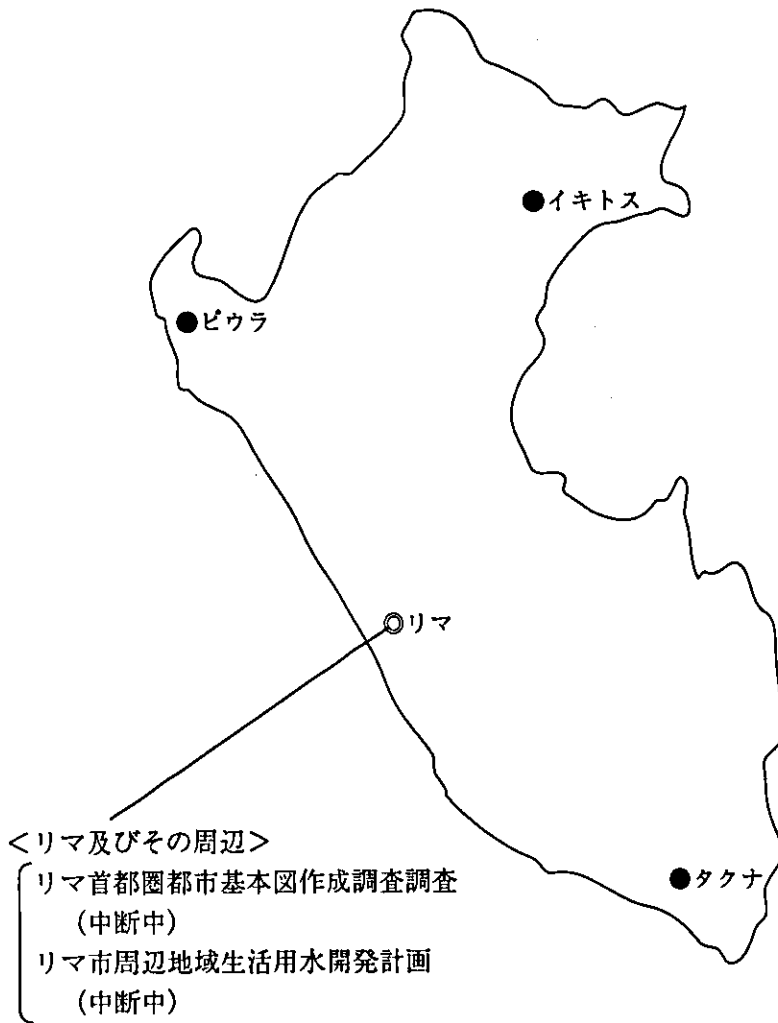 イキトス
ピウラ
リマ
タクナ
<リマ及びその周辺>
リマ首都圏都市基本図作成調査調査
(中断中)
リマ市周辺地域生活用水開発計画
(中断中)